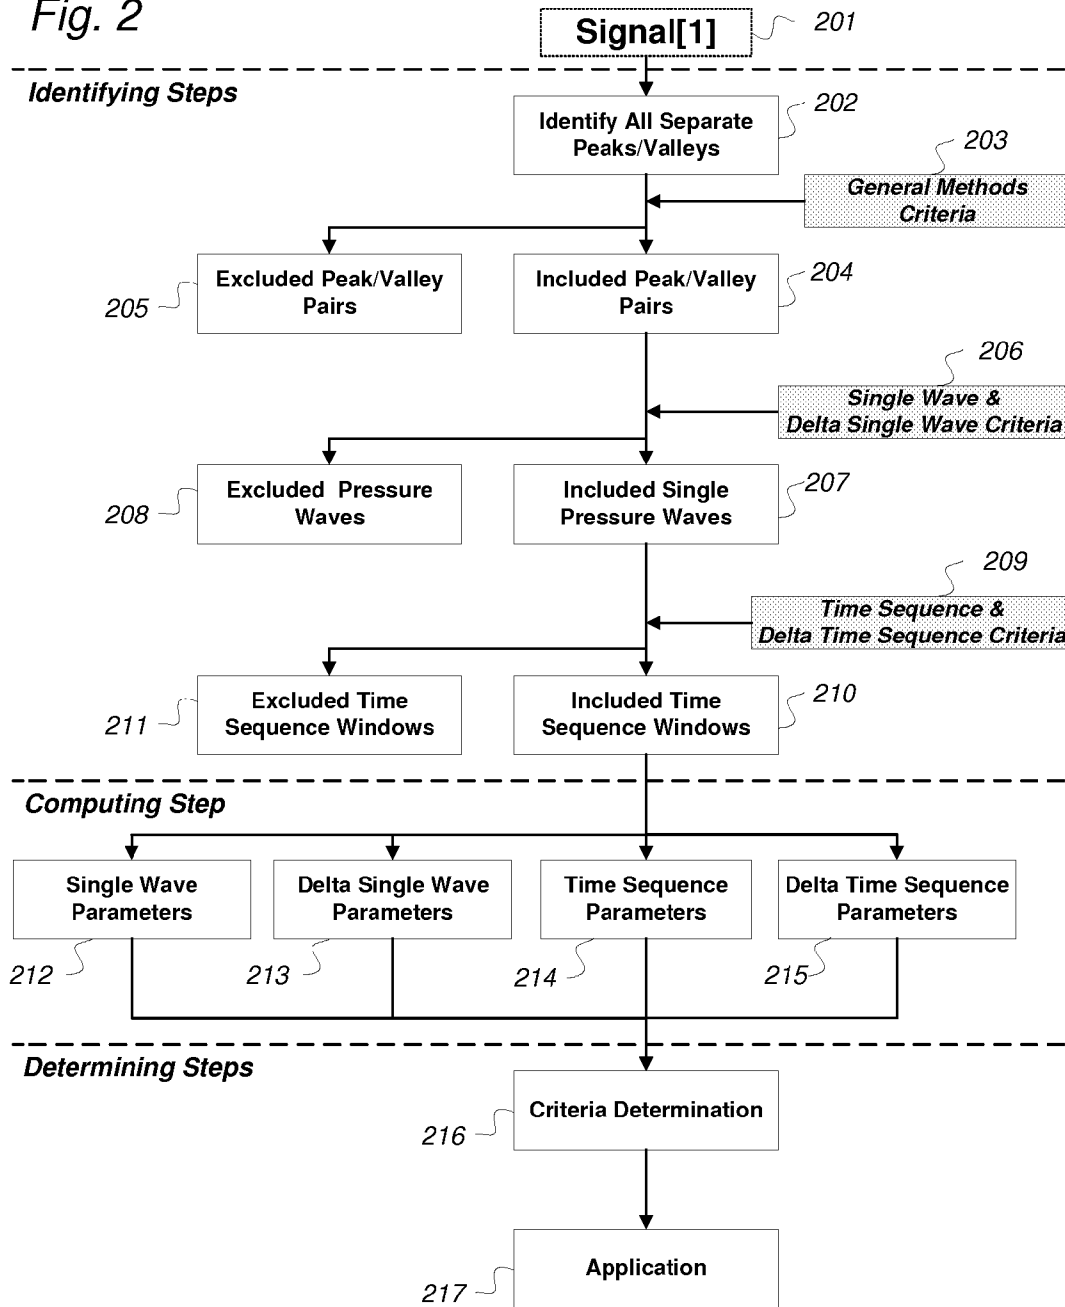 Fig. 2
Signal[1]
201
Identifying Steps
202
Identify All Separate
Peaks/Valleys
203
General Methods
Criteria
204
Excluded Peak/Valley
Pairs
Included Peak/Valley
Pairs
205
206
Single Wave &
Delta Single Wave Criteria
207
Excluded Pressure
Waves
Included Single
Pressure Waves
208
209
Time Sequence &
Delta Time Sequence Criteria
210
Excluded Time
Sequence Windows
Included Time
Sequence Windows
211
Computing Step
Single Wave
Parameters
Delta Single Wave
Parameters
Time Sequence
Parameters
Delta Time Sequence
Parameters
212
213
214
215
Determining Steps
Criteria Determination
216
Application
217